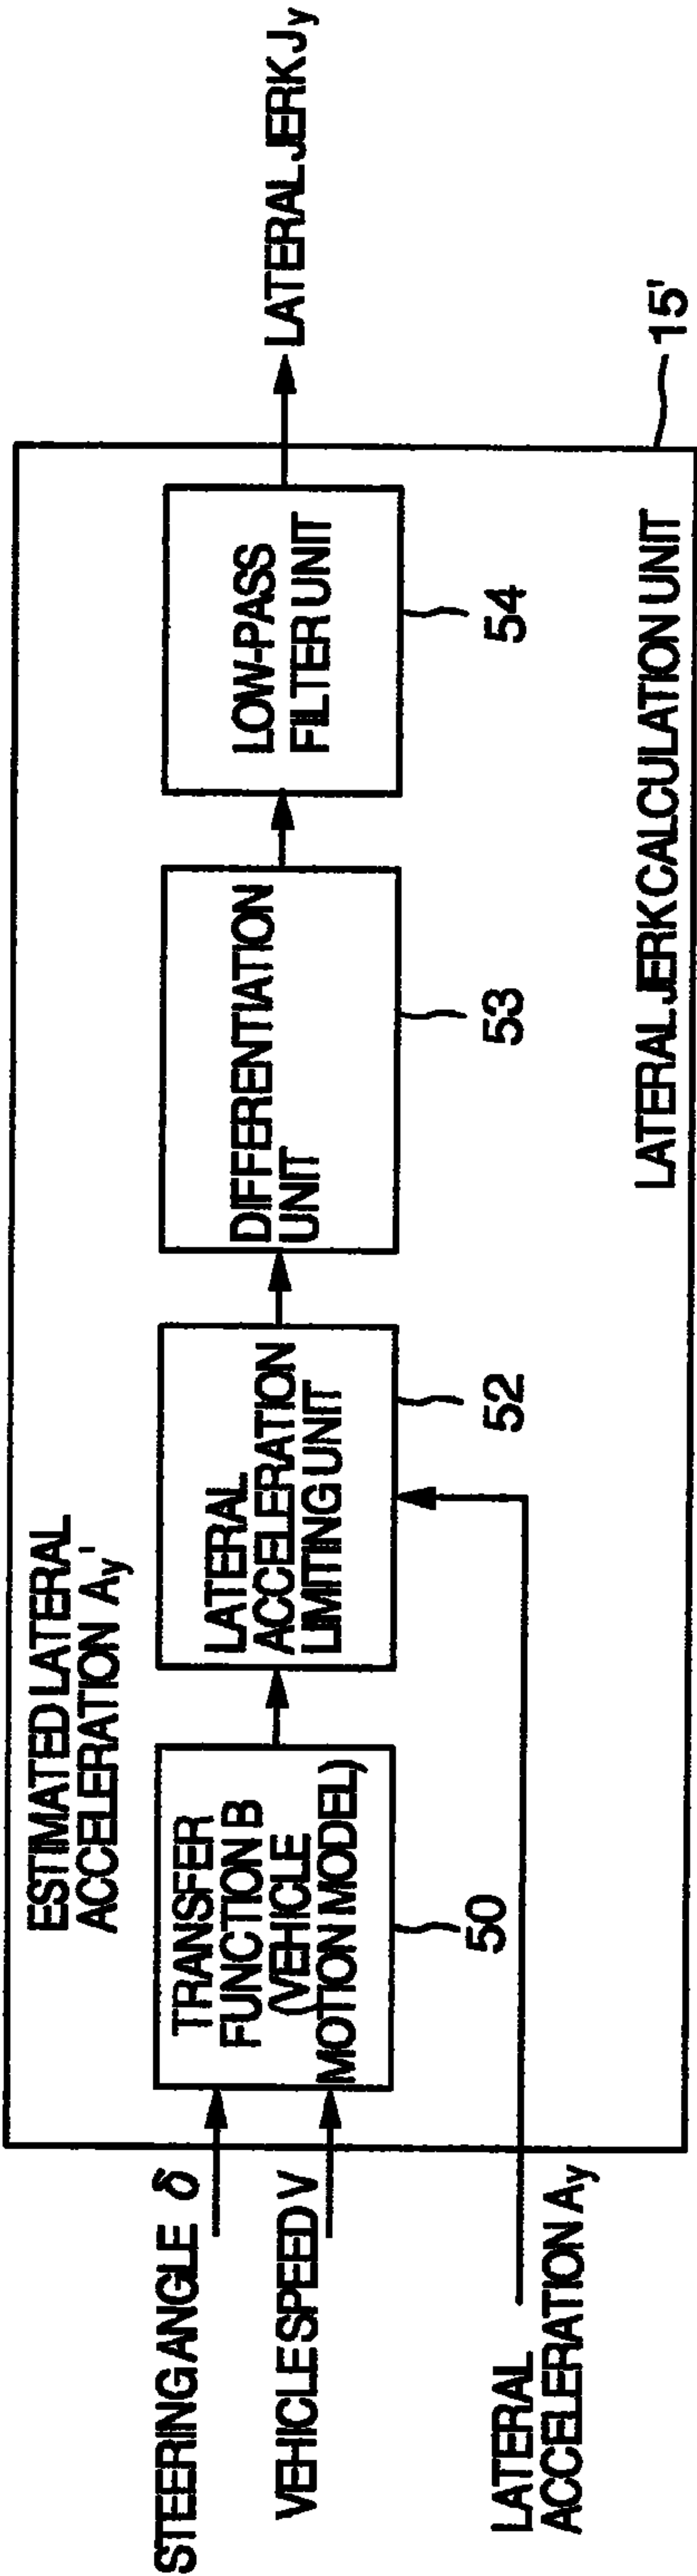 STEERING ANGLE δ
VEHICLE SPEED V
LATERAL
ACCELERATION Ay
ESTIMATED LATERAL
ACCELERATION Ay'
TRANSFER
FUNCTION B
(VEHICLE
MOTION MODEL)
50
LATERAL
ACCELERATION
LIMITING UNIT
52
DIFFERENTIATION
UNIT
53
LOW-PASS
FILTER UNIT
54
LATERAL JERK Jy
LATERAL JERK CALCULATION UNIT
15'